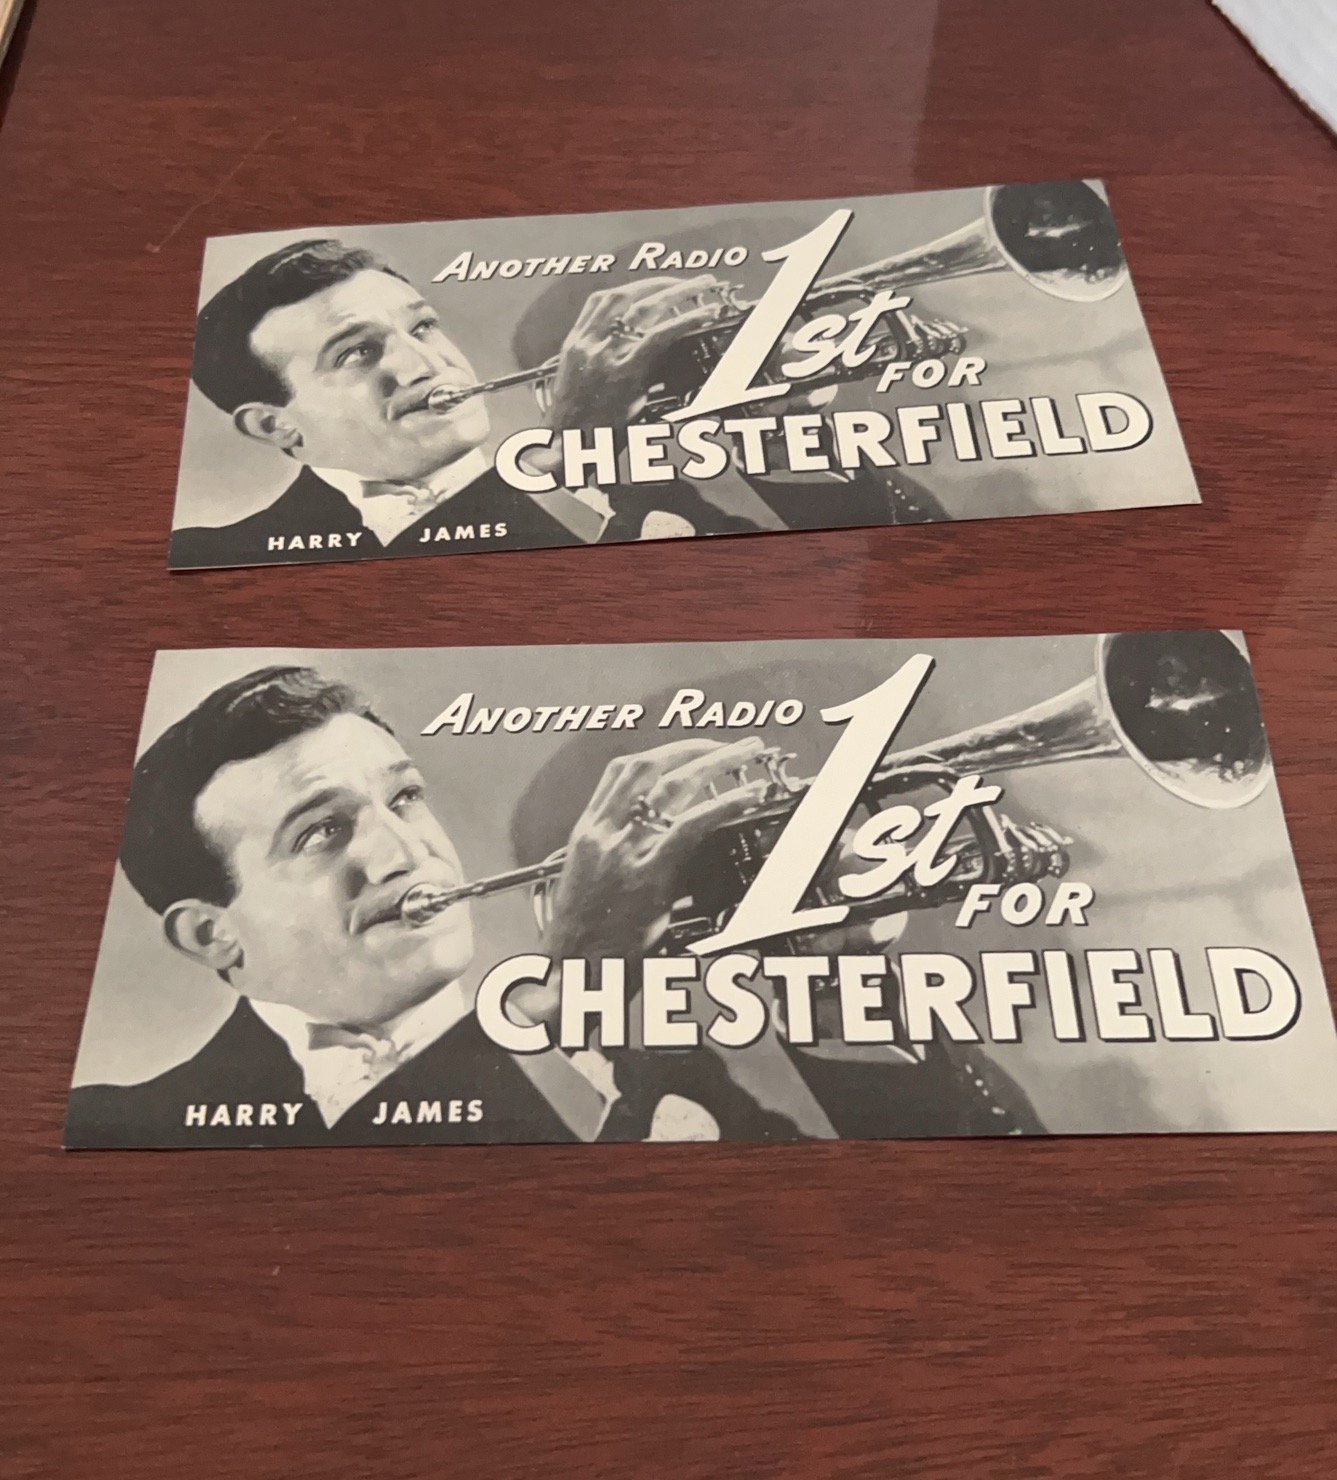 ANOTHER RADIO 1st
FOR
CHESTERFIELD
HARRY JAMES
ANOTHER RADIO 1st
FOR
CHESTERFIELD
HARRY JAMES